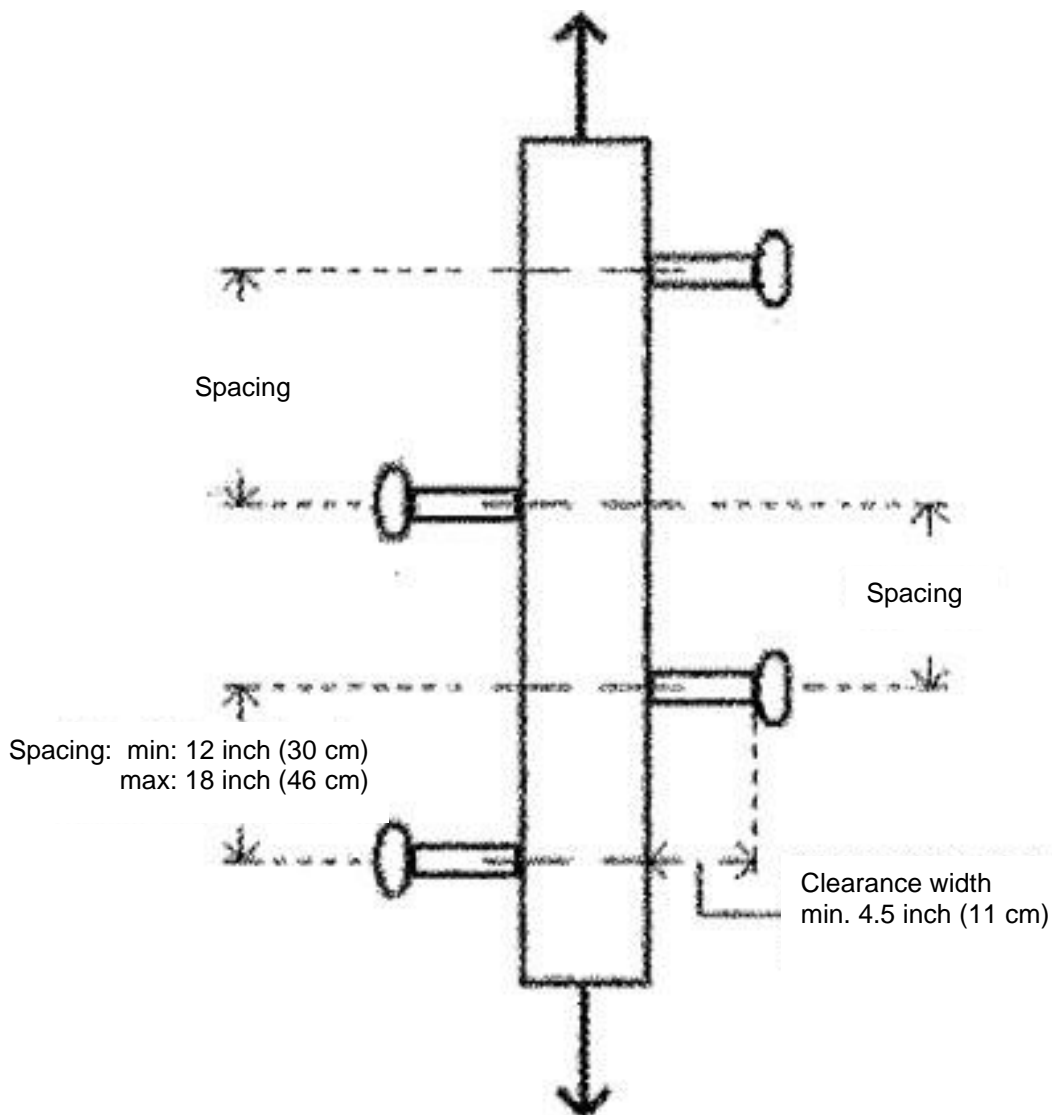 Spacing
Spacing
Spacing: min: 12 inch (30 cm)
max: 18 inch (46 cm)
Clearance width
min. 4.5 inch (11 cm)